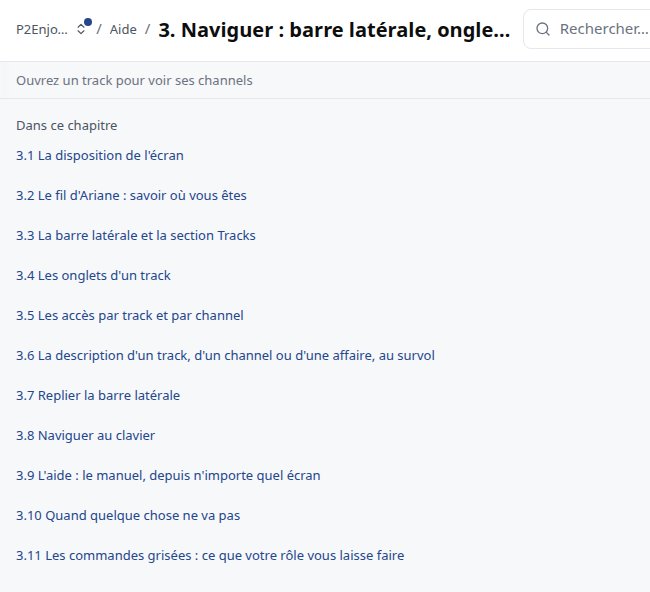 P2Enjo... / Aide / 3. Naviguer : barre latérale, ongle... Rechercher...
Ouvrez un track pour voir ses channels
Dans ce chapitre
3.1 La disposition de l'écran
3.2 Le fil d'Ariane : savoir où vous êtes
3.3 La barre latérale et la section Tracks
3.4 Les onglets d'un track
3.5 Les accès par track et par channel
3.6 La description d'un track, d'un channel ou d'une affaire, au survol
3.7 Replier la barre latérale
3.8 Naviguer au clavier
3.9 L'aide : le manuel, depuis n'importe quel écran
3.10 Quand quelque chose ne va pas
3.11 Les commandes grisées : ce que votre rôle vous laisse faire